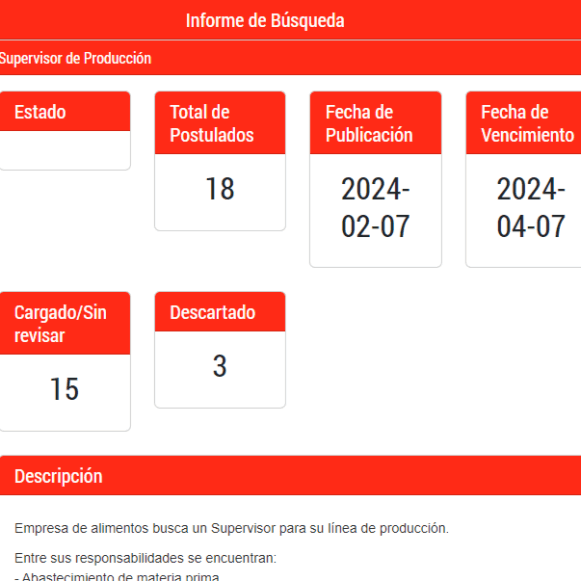 Informe de Búsqueda
Supervisor de Producción
Estado
Total de
Postulados
18
Fecha de
Publicación
2024-
02-07
Fecha de
Vencimiento
2024-
04-07
Cargado/Sin
revisar
15
Descartado
3
Descripción
Empresa de alimentos busca un Supervisor para su línea de producción.
Entre sus responsabilidades se encuentran:
- Abastecimiento de materia prima